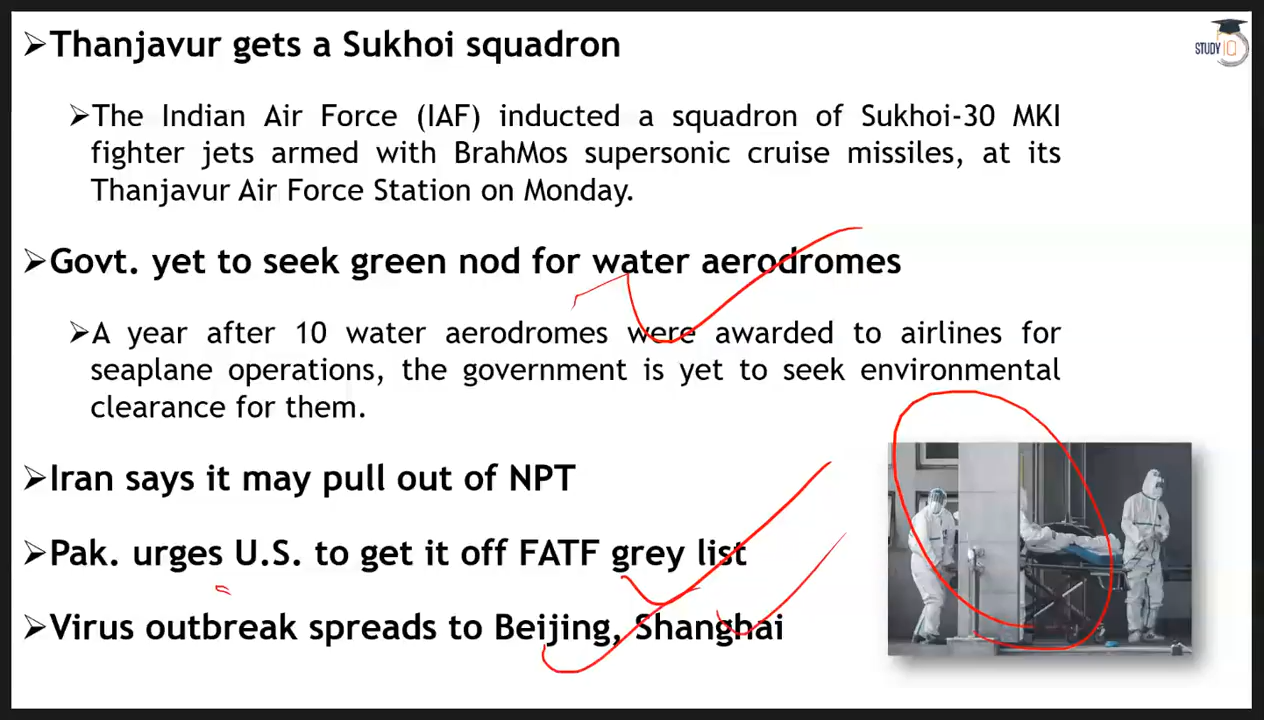 ➢Thanjavur gets a Sukhoi squadron
STUDY IQ
➢The Indian Air Force (IAF) inducted a squadron of Sukhoi-30 MKI
fighter jets armed with BrahMos supersonic cruise missiles, at its
Thanjavur Air Force Station on Monday.
➢Govt. yet to seek green nod for water aerodromes
➢A year after 10 water aerodromes were awarded to airlines for
seaplane operations, the government is yet to seek environmental
clearance for them.
➢Iran says it may pull out of NPT
➢Pak. urges U.S. to get it off FATF grey list
➢Virus outbreak spreads to Beijing, Shanghai